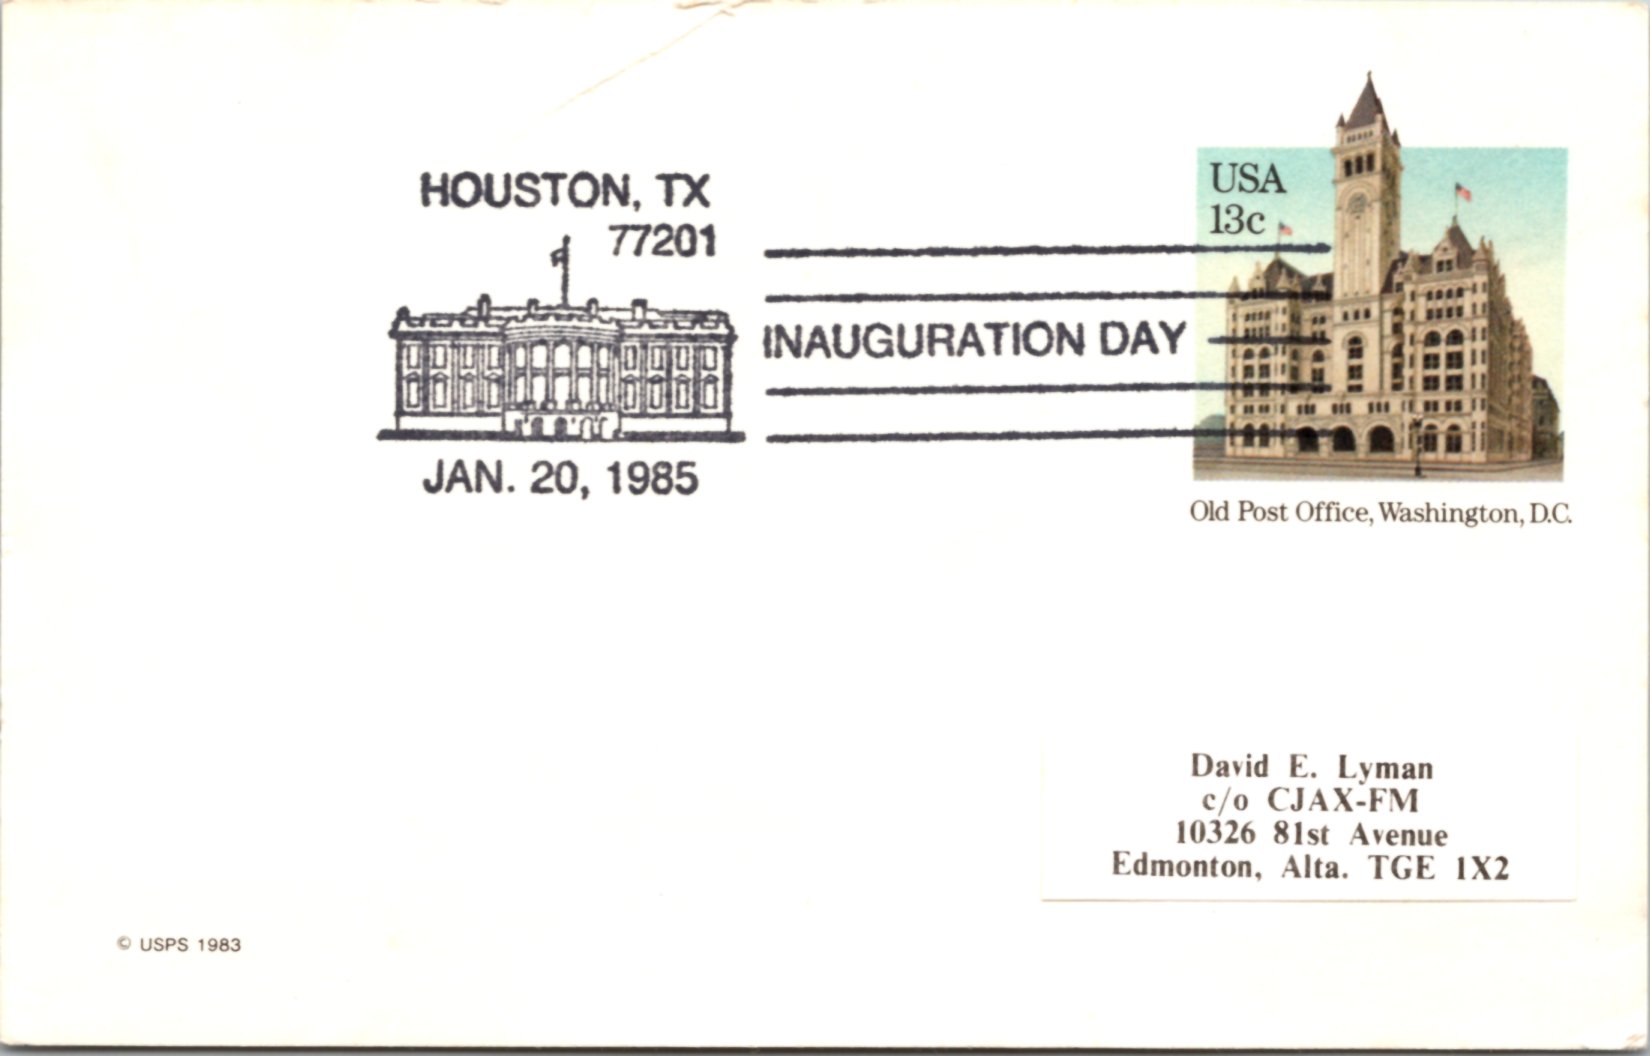 HOUSTON, TX
77201
INAUGURATION DAY
JAN. 20, 1985
USA
13c
Old Post Office, Washington, D.C.
David E. Lyman
c/o CJAX-FM
10326 81st Avenue
Edmonton, Alta. TGE 1X2
© USPS 1983